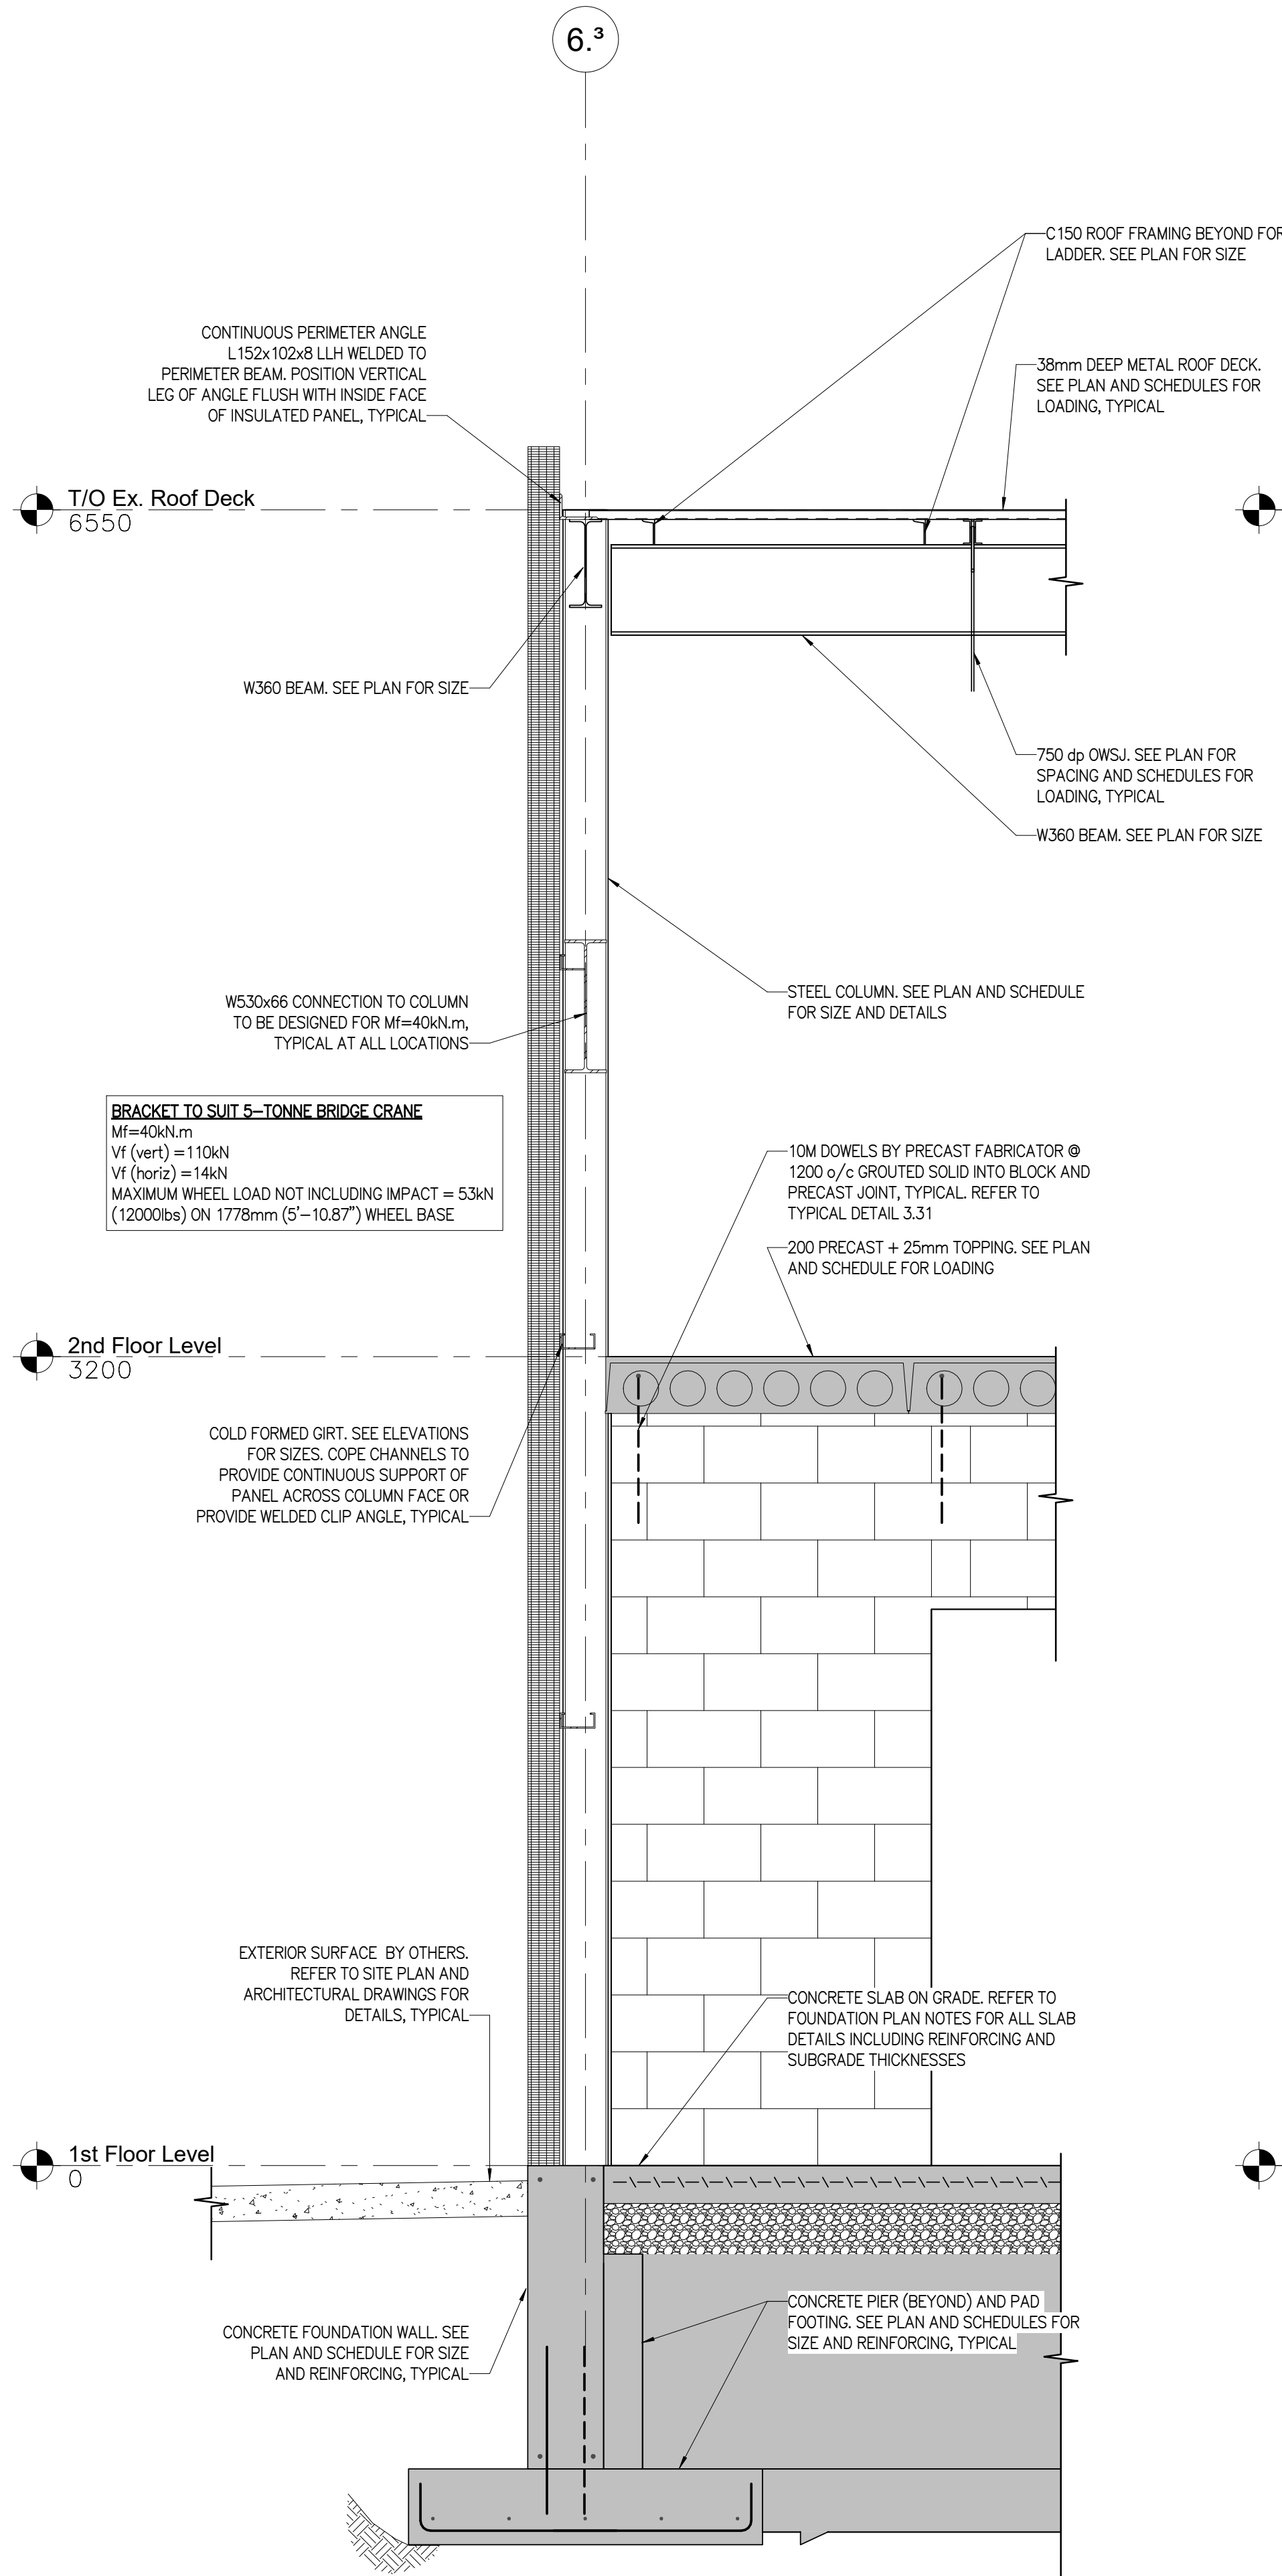 6.³
C150 ROOF FRAMING BEYOND FOR
LADDER. SEE PLAN FOR SIZE
CONTINUOUS PERIMETER ANGLE
L152x102x8 LLH WELDED TO
PERIMETER BEAM. POSITION VERTICAL
LEG OF ANGLE FLUSH WITH INSIDE FACE
OF INSULATED PANEL, TYPICAL
38mm DEEP METAL ROOF DECK.
SEE PLAN AND SCHEDULES FOR
LOADING, TYPICAL
T/O Ex. Roof Deck
6550
W360 BEAM. SEE PLAN FOR SIZE
750 dp OWSJ. SEE PLAN FOR
SPACING AND SCHEDULES FOR
LOADING, TYPICAL
W360 BEAM. SEE PLAN FOR SIZE
W530x66 CONNECTION TO COLUMN
TO BE DESIGNED FOR Mf=40kN.m,
TYPICAL AT ALL LOCATIONS
STEEL COLUMN. SEE PLAN AND SCHEDULE
FOR SIZE AND DETAILS
BRACKET TO SUIT 5–TONNE BRIDGE CRANE
Mf=40kN.m
Vf (vert) =110kN
Vf (horiz) =14kN
MAXIMUM WHEEL LOAD NOT INCLUDING IMPACT = 53kN
(12000lbs) ON 1778mm (5'–10.87") WHEEL BASE
10M DOWELS BY PRECAST FABRICATOR @
1200 o/c GROUTED SOLID INTO BLOCK AND
PRECAST JOINT, TYPICAL. REFER TO
TYPICAL DETAIL 3.31
200 PRECAST + 25mm TOPPING. SEE PLAN
AND SCHEDULE FOR LOADING
2nd Floor Level
3200
COLD FORMED GIRT. SEE ELEVATIONS
FOR SIZES. COPE CHANNELS TO
PROVIDE CONTINUOUS SUPPORT OF
PANEL ACROSS COLUMN FACE OR
PROVIDE WELDED CLIP ANGLE, TYPICAL
EXTERIOR SURFACE BY OTHERS.
REFER TO SITE PLAN AND
ARCHITECTURAL DRAWINGS FOR
DETAILS, TYPICAL
CONCRETE SLAB ON GRADE. REFER TO
FOUNDATION PLAN NOTES FOR ALL SLAB
DETAILS INCLUDING REINFORCING AND
SUBGRADE THICKNESSES
1st Floor Level
0
CONCRETE FOUNDATION WALL. SEE
PLAN AND SCHEDULE FOR SIZE
AND REINFORCING, TYPICAL
CONCRETE PIER (BEYOND) AND PAD
FOOTING. SEE PLAN AND SCHEDULES FOR
SIZE AND REINFORCING, TYPICAL